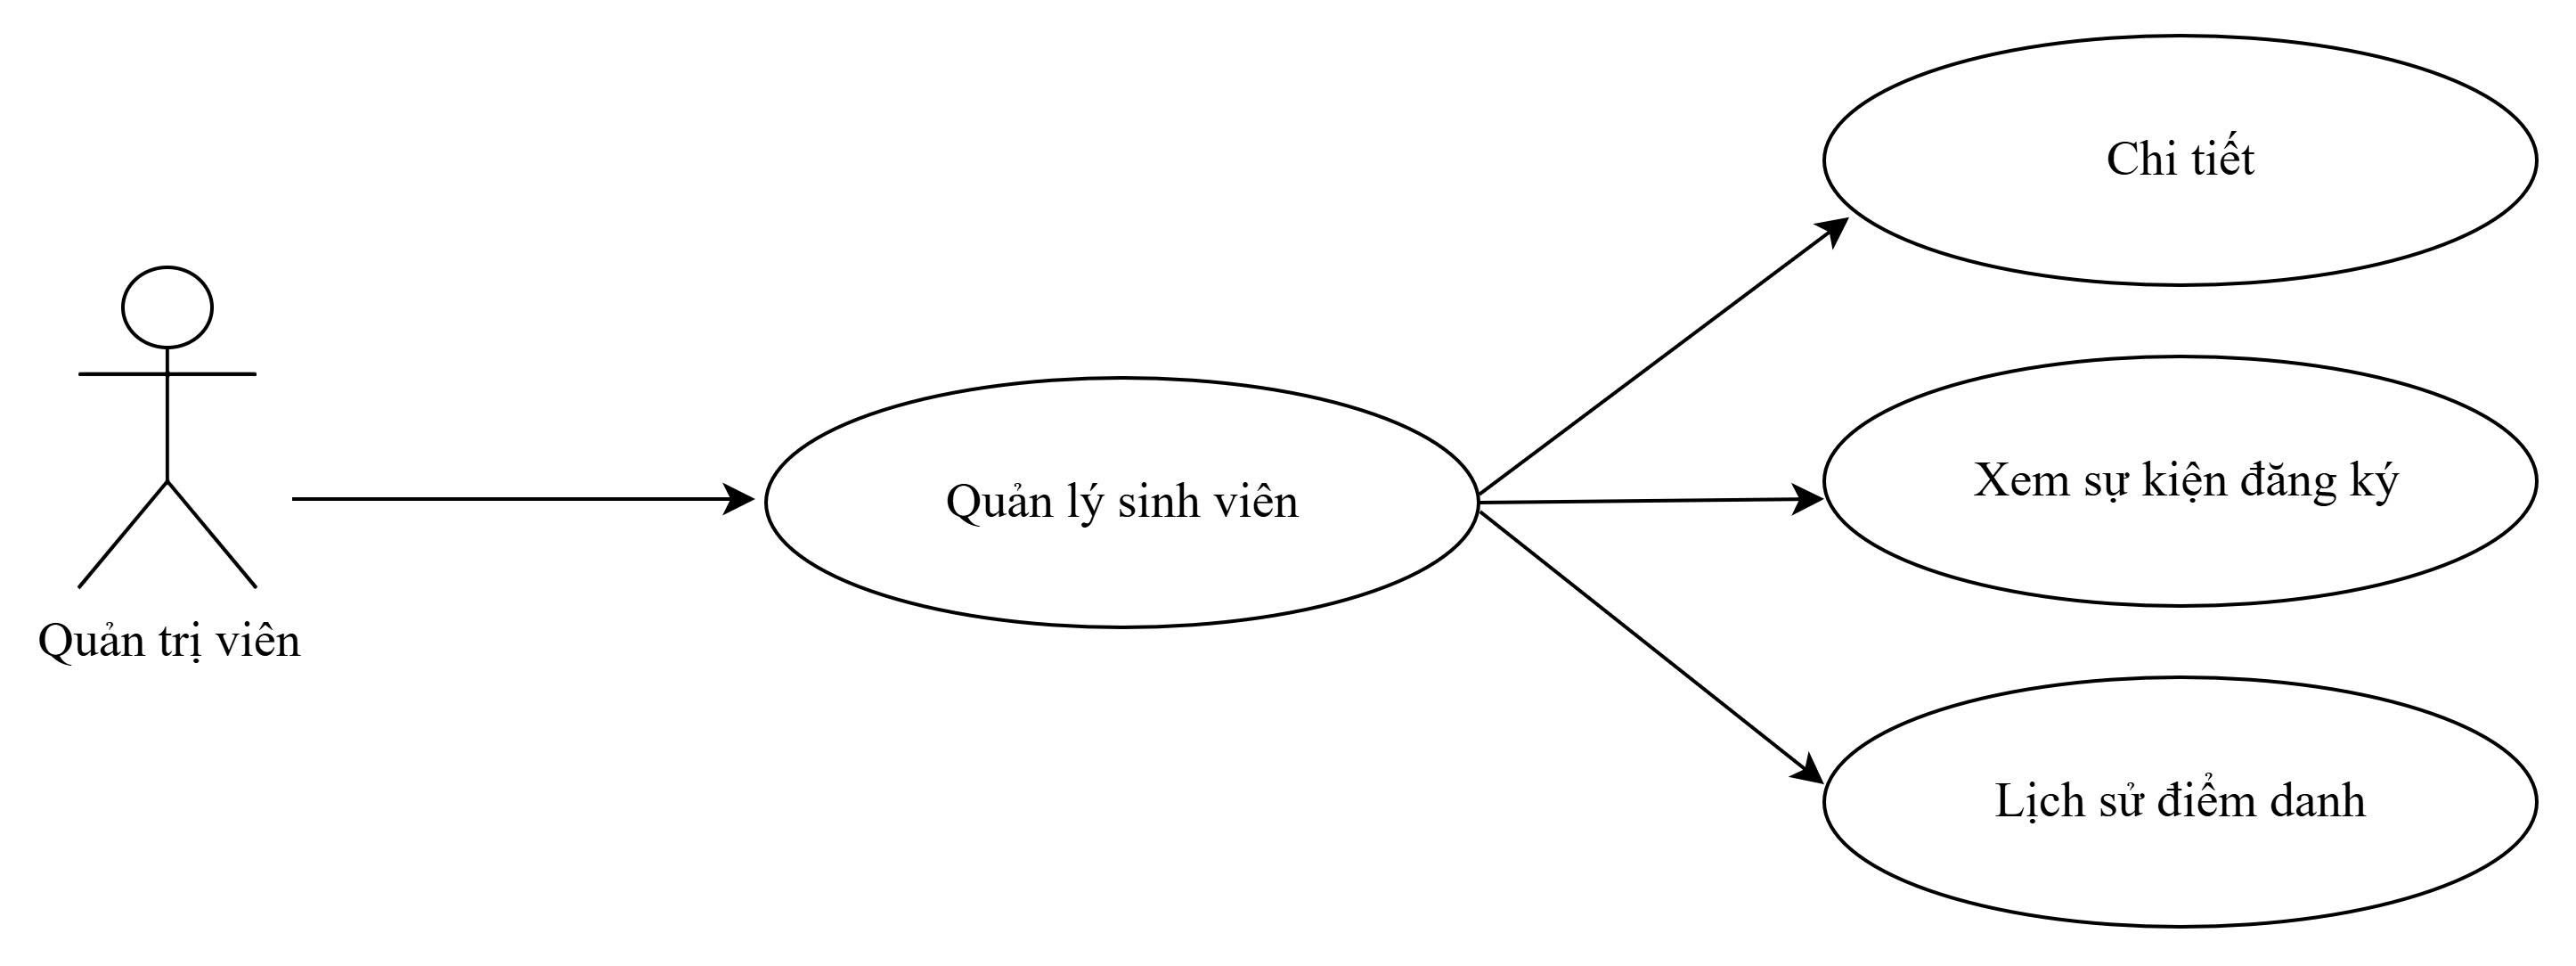 Quản trị viên
Quản lý sinh viên
Chi tiết
Xem sự kiện đăng ký
Lịch sử điểm danh